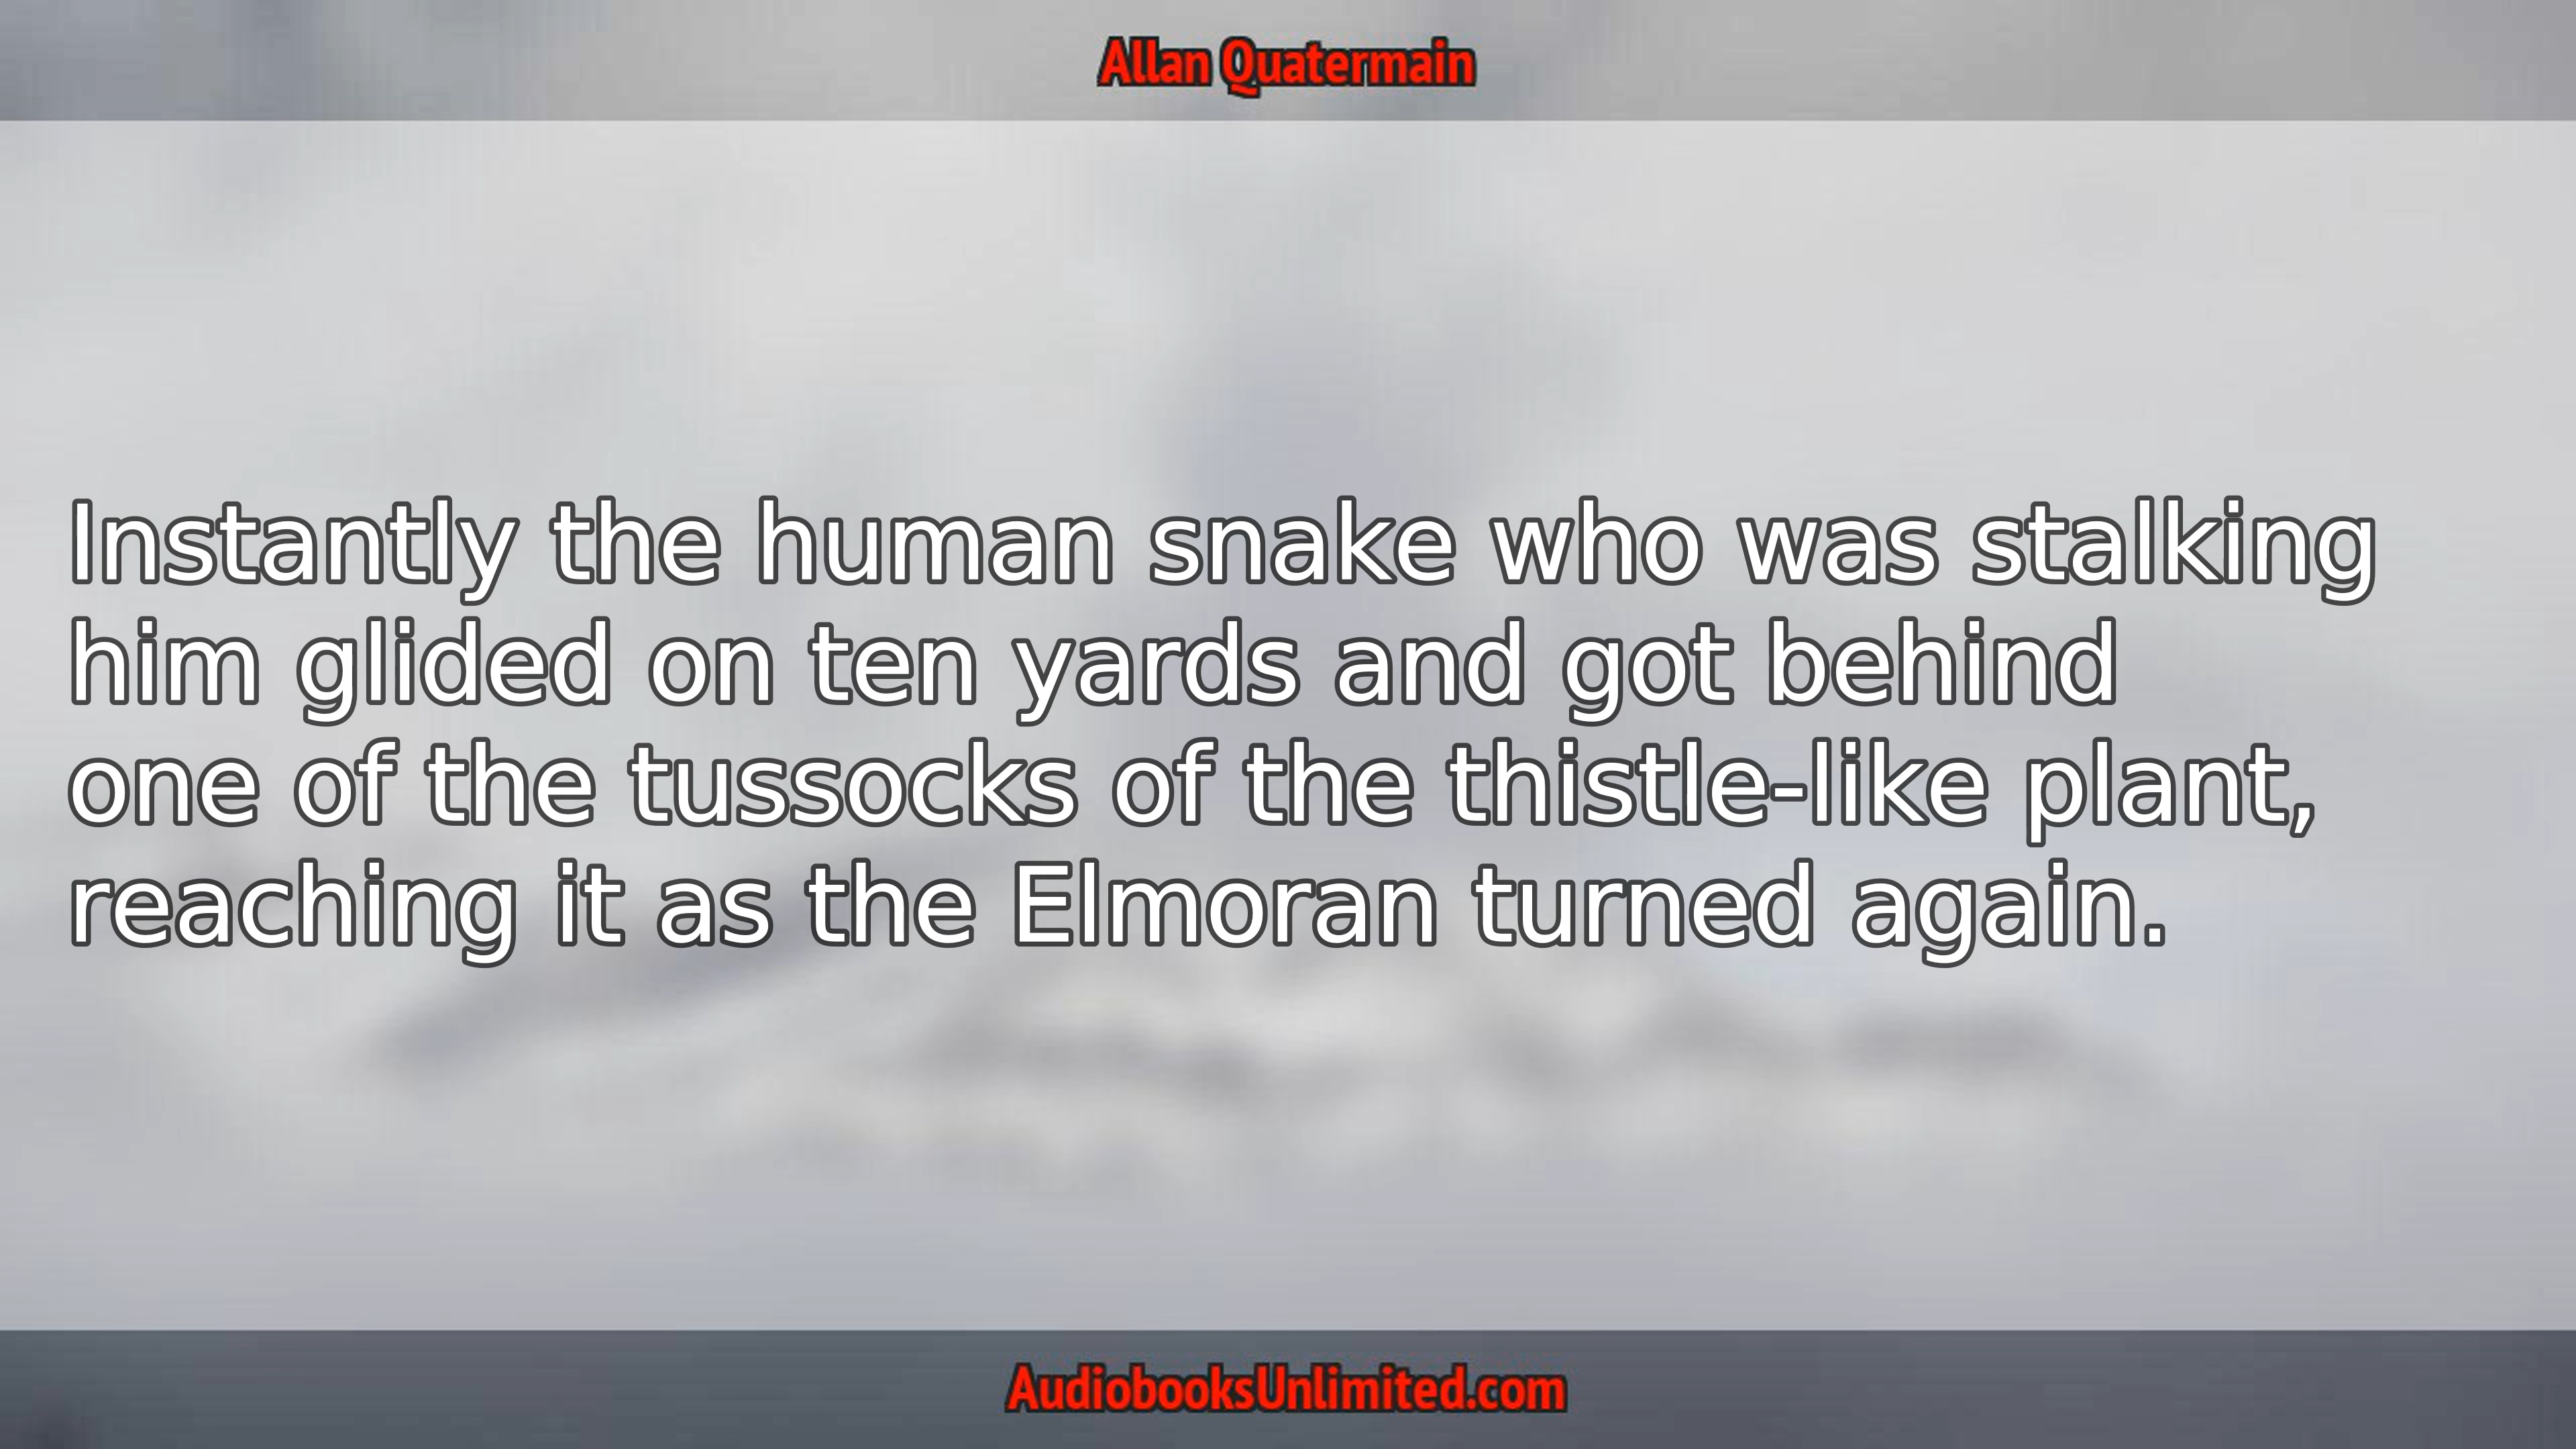 Allan Quatermain
Instantly the human snake who was stalking
him glided on ten yards and got behind
one of the tussocks of the thistle-like plant,
reaching it as the Elmoran turned again.
AudiobooksUnlimited.com